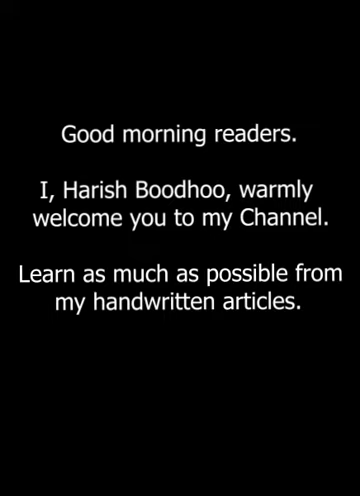 Good morning readers.
I, Harish Boodhoo, warmly
welcome you to my Channel.
Learn as much as possible from
my handwritten articles.